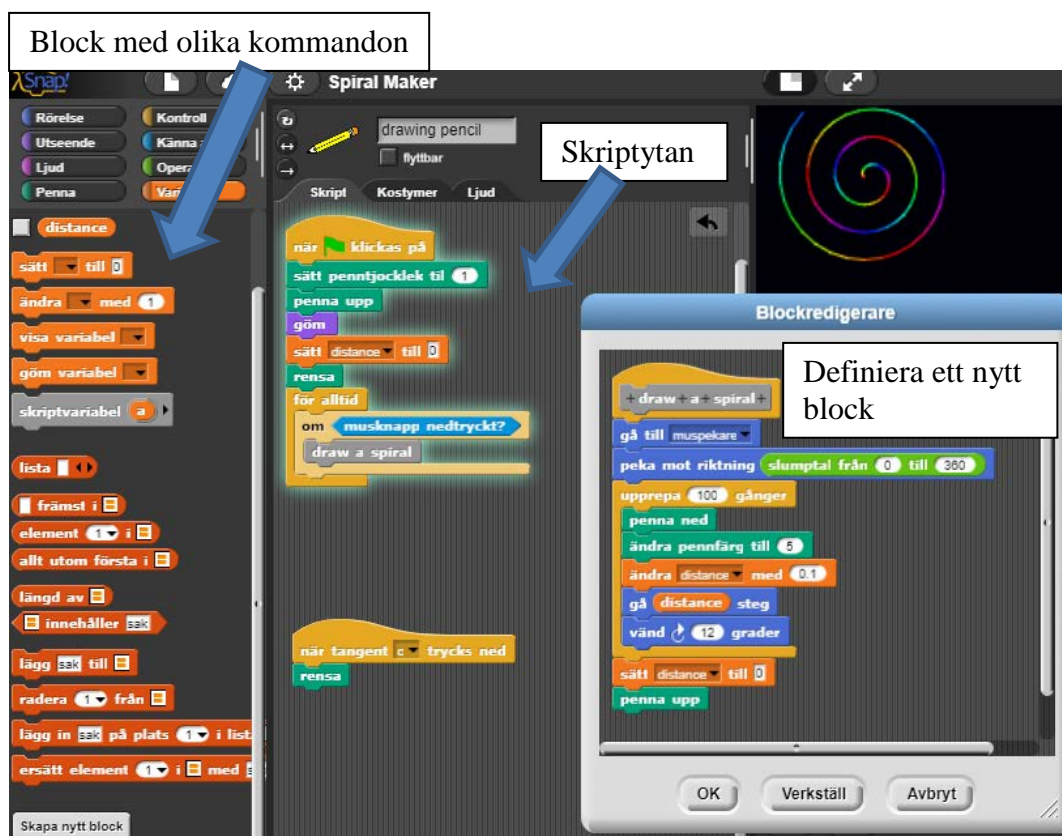 Block med olika kommandon
Snap!
Spiral Maker
Rörelse
Kontroll
Utseende
Känna
Ljud
Opera
Penna
Vari
distance
sätt till 0
ändra med 1
visa variabel
göm variabel
skriptvariabel a
lista
främst i
element 1 i
allt utom första i
längd av
innehåller sak
lägg sak till
radera 1 från
lägg in sak på plats 1 i list
ersätt element 1 i med
Skapa nytt block
drawing pencil
flyttbar
Skriptytan
Skript Kostymer Ljud
när klickas på
sätt penntjocklek til 1
penna upp
göm
sätt distance till 0
rensa
för alltid
om musknapp nedtryckt?
draw a spiral
när tangent c trycks ned
rensa
Blockredigerare
Definiera ett nytt
block
+draw+a+spiral+
gå till muspekare
peka mot riktning slumptal från 0 till 360
upprepa 100 gånger
penna ned
ändra pennfärg till 5
ändra distance med 0.1
gå distance steg
vänd 12 grader
sätt distance till 0
penna upp
OK
Verkställ
Avbryt